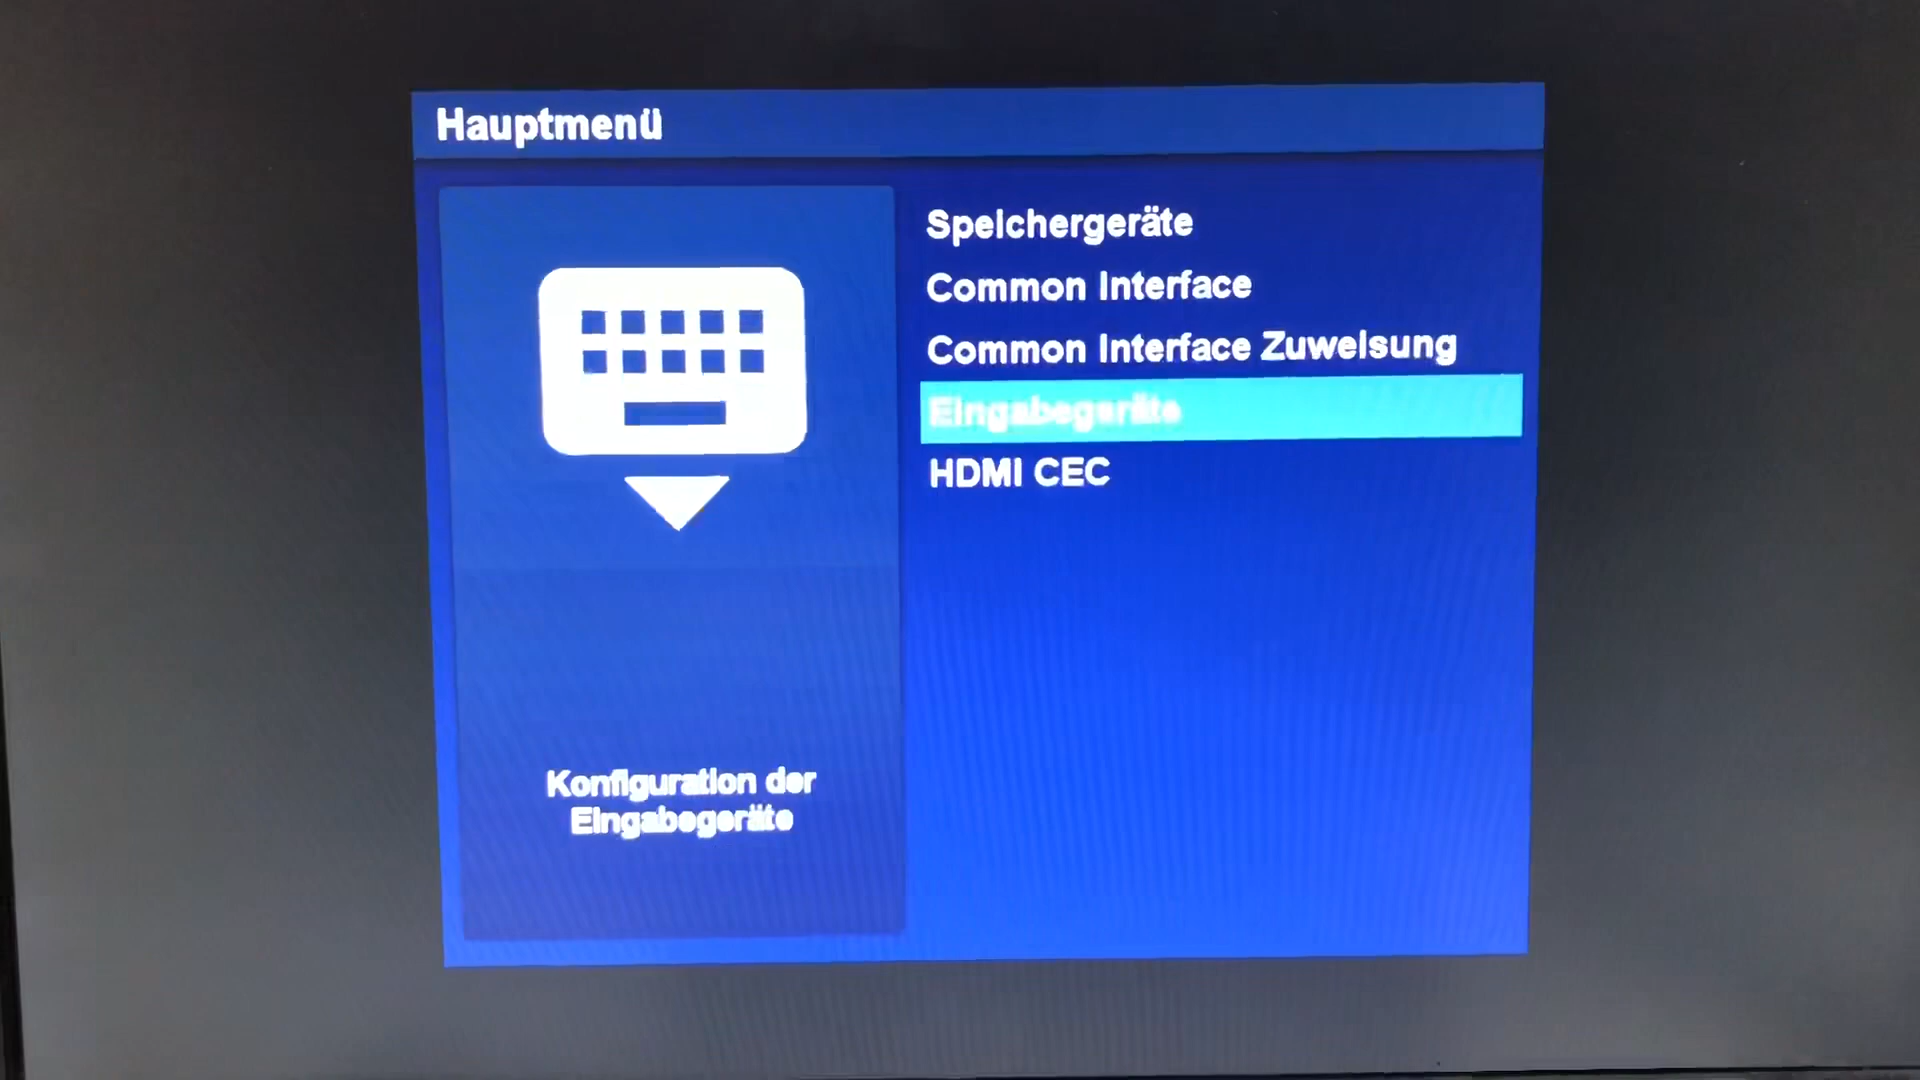 Hauptmenü
Speichergeräte
Common Interface
Common Interface Zuweisung
Eingabegeräte
HDMI CEC
Konfiguration der
Eingabegeräte